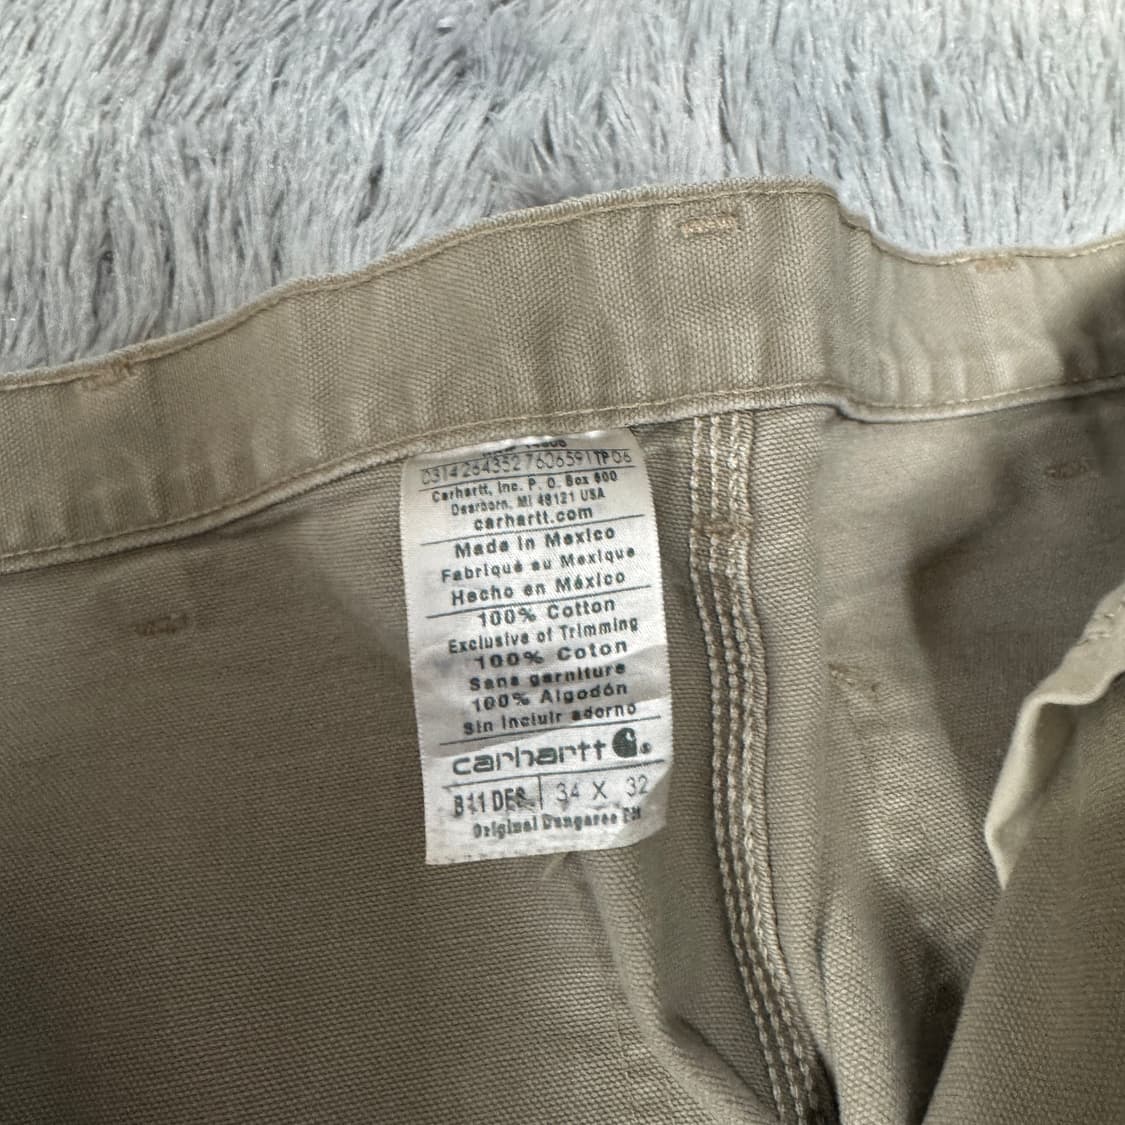 0314264352 7606591TP06
Carhartt, Inc. P. O. Box 600
Dearborn, MI 48121 USA
carhartt.com
Made in Mexico
Fabriqué au Mexique
Hecho en México
100% Cotton
Exclusive of Trimming
100% Coton
Sans garniture
100% Algodón
Sin incluir adorno
carhartt
B11 DES 34 X 32
Original Dungaree Fit